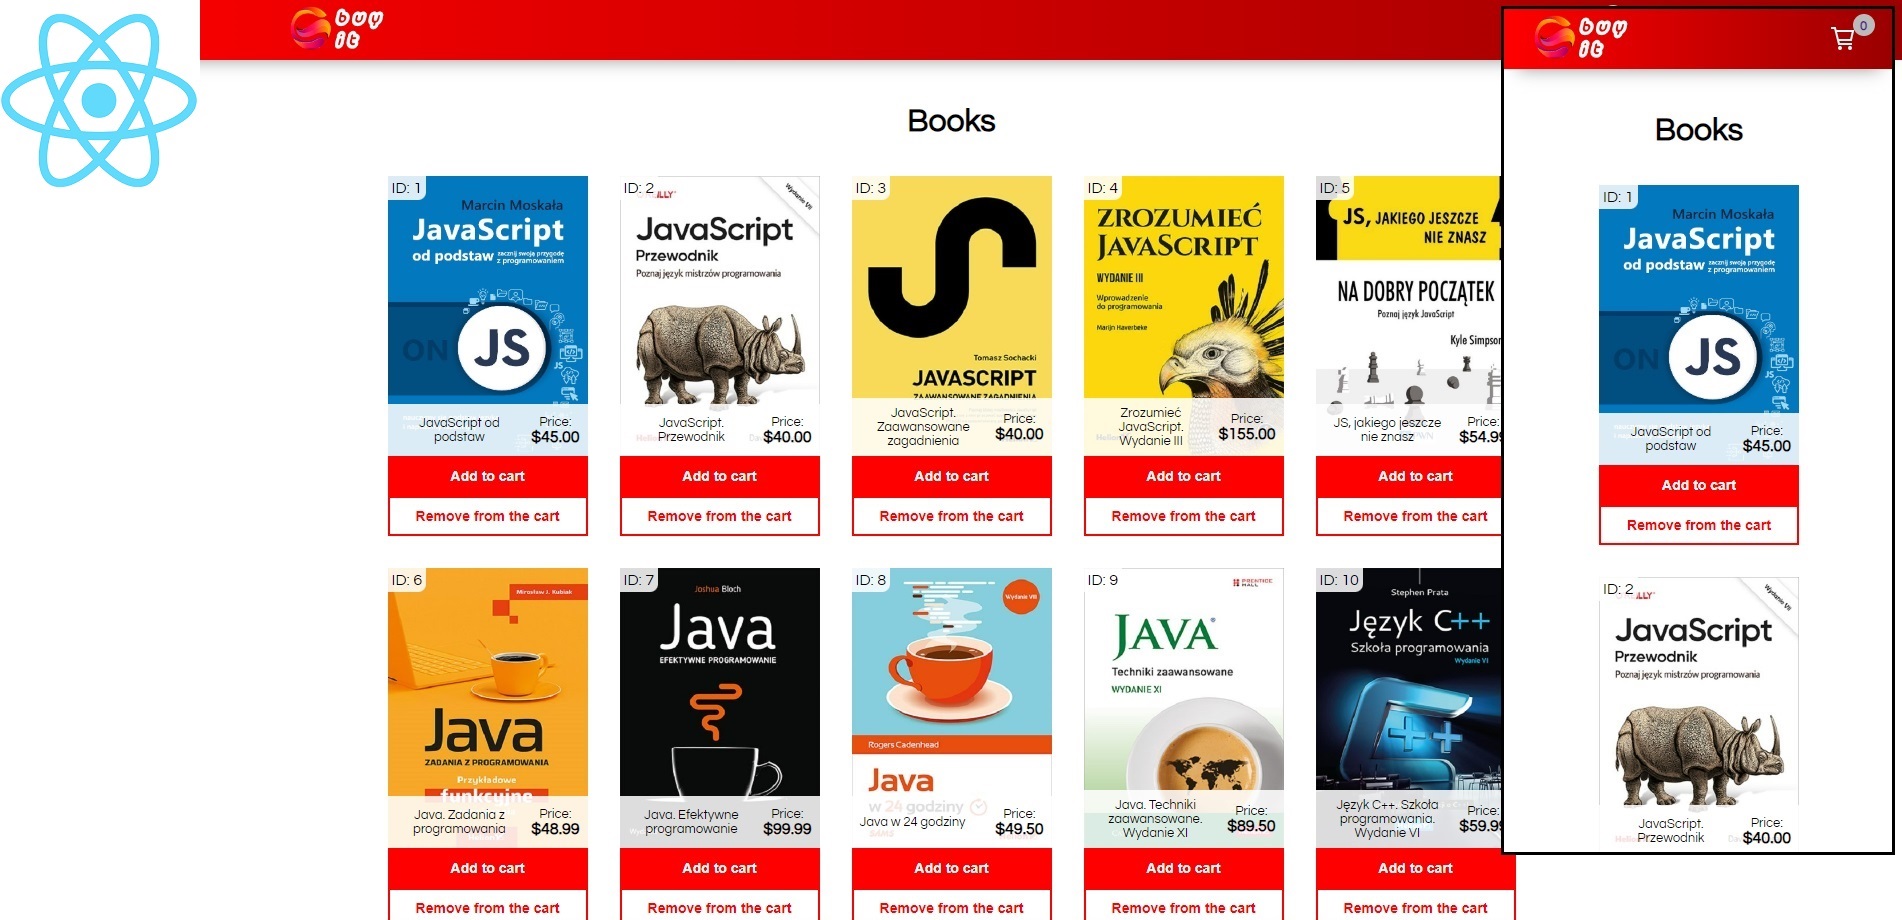 buy
it
Books
ID: 1
Marcin Moskała
JavaScript
od podstaw zacznij swoją przygodę
z programowaniem
ON JS
JavaScript od
podstaw
Price:
$45.00
Add to cart
Remove from the cart
ID: 2
Wydanie VII
JavaScript
Przewodnik
Poznaj język mistrzów programowania
JavaScript.
Przewodnik
Price:
$40.00
Add to cart
Remove from the cart
ID: 3
Tomasz Sochacki
JAVASCRIPT
ZAAWANSOWANE ZAGADNIENIA
JavaScript.
Zaawansowane
zagadnienia
Price:
$40.00
Add to cart
Remove from the cart
ID: 4
ZROZUMIEĆ
JAVASCRIPT
WYDANIE III
Wprowadzenie
do programowania
Marijn Haverbeke
Zrozumieć
JavaScript.
Wydanie III
Price:
$155.00
Add to cart
Remove from the cart
ID: 5
JS, JAKIEGO JESZCZE
NIE ZNASZ
NA DOBRY POCZĄTEK
Poznaj język JavaScript
Kyle Simpson
JS, jakiego jeszcze
nie znasz
Price:
$54.99
Add to cart
Remove from the cart
ID: 6
Mirosław J. Kubiak
Java
ZADANIA Z PROGRAMOWANIA
Przykładowe
funkcyjne
Java. Zadania z
programowania
Price:
$48.99
Add to cart
Remove from the cart
ID: 7
Joshua Bloch
Java
EFEKTYWNE PROGRAMOWANIE
Java. Efektywne
programowanie
Price:
$99.99
Add to cart
Remove from the cart
ID: 8
Wydanie VIII
Rogers Cadenhead
Java
w 24 godziny
SAMS
Java w 24 godziny
Price:
$49.50
Add to cart
Remove from the cart
ID: 9
PRENTICE
HALL
JAVA®
Techniki zaawansowane
WYDANIE XI
Java. Techniki
zaawansowane.
Wydanie XI
Price:
$89.50
Add to cart
Remove from the cart
ID: 10
Stephen Prata
Język C++
Szkoła programowania
Wydanie VI
++
Język C++. Szkoła
programowania.
Wydanie VI
Price:
$59.99
Add to cart
Remove from the cart
buy
it
0
Books
ID: 1
Marcin Moskała
JavaScript
od podstaw zacznij swoją przygodę
z programowaniem
ON JS
JavaScript od
podstaw
Price:
$45.00
Add to cart
Remove from the cart
ID: 2
Wydanie VII
JavaScript
Przewodnik
Poznaj język mistrzów programowania
JavaScript.
Przewodnik
Price:
$40.00